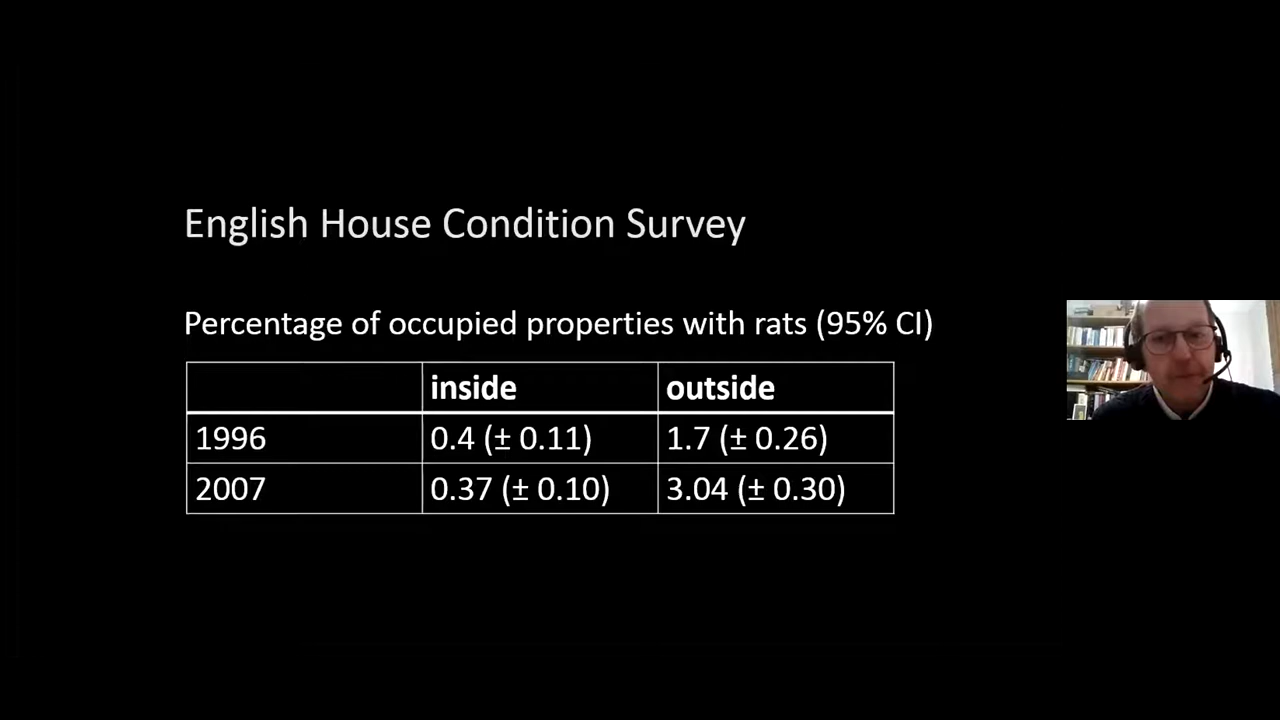 English House Condition Survey
Percentage of occupied properties with rats (95% CI)
inside outside
1996 0.4 (± 0.11) 1.7 (± 0.26)
2007 0.37 (± 0.10) 3.04 (± 0.30)